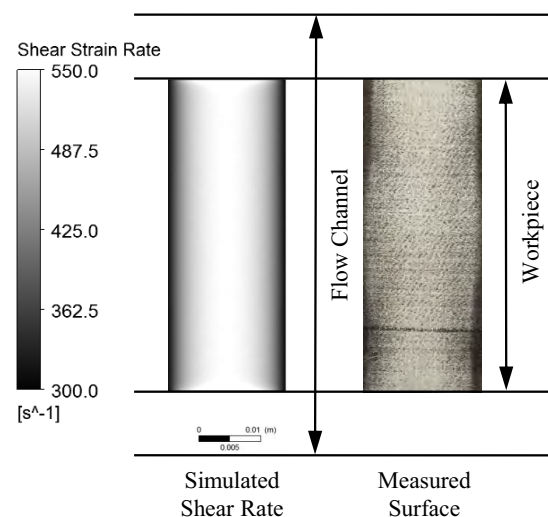 Shear Strain Rate
550.0
487.5
425.0
362.5
300.0
[s^-1]
Flow Channel
Workpiece
0 0.01 (m)
0.005
Simulated
Shear Rate
Measured
Surface